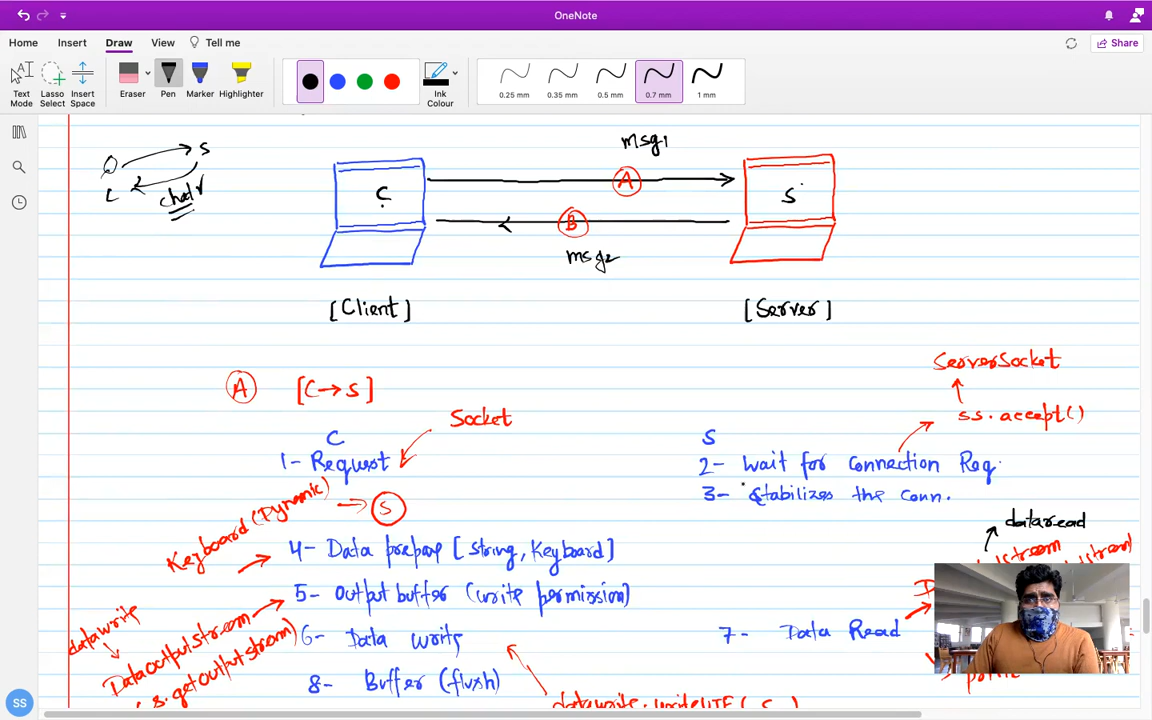 OneNote
Home Insert Draw View Tell me
Share
Text Mode
Lasso Select
Insert Space
Eraser
Pen
Marker
Highlighter
Ink Colour
0.25 mm
0.35 mm
0.5 mm
0.7 mm
1 mm
msg1
S
A
C
chat
C
S
B
msg2
[Client]
[Server]
ServerSocket
A [C→S]
Socket
ss.accept()
C
S
1- Request
2- wait for connection Req.
Keyboard (Dynamic)
S
3- Stabilizes the conn.
dataread
4- Data prepare [String, Keyboard]
5- Output buffer (write permission)
datawrite
Dataoutputstream
(s.getoutputstream)
6- Data write
7- Data Read
8- Buffer (flush)
datawrite.writeUTF(s)
SS